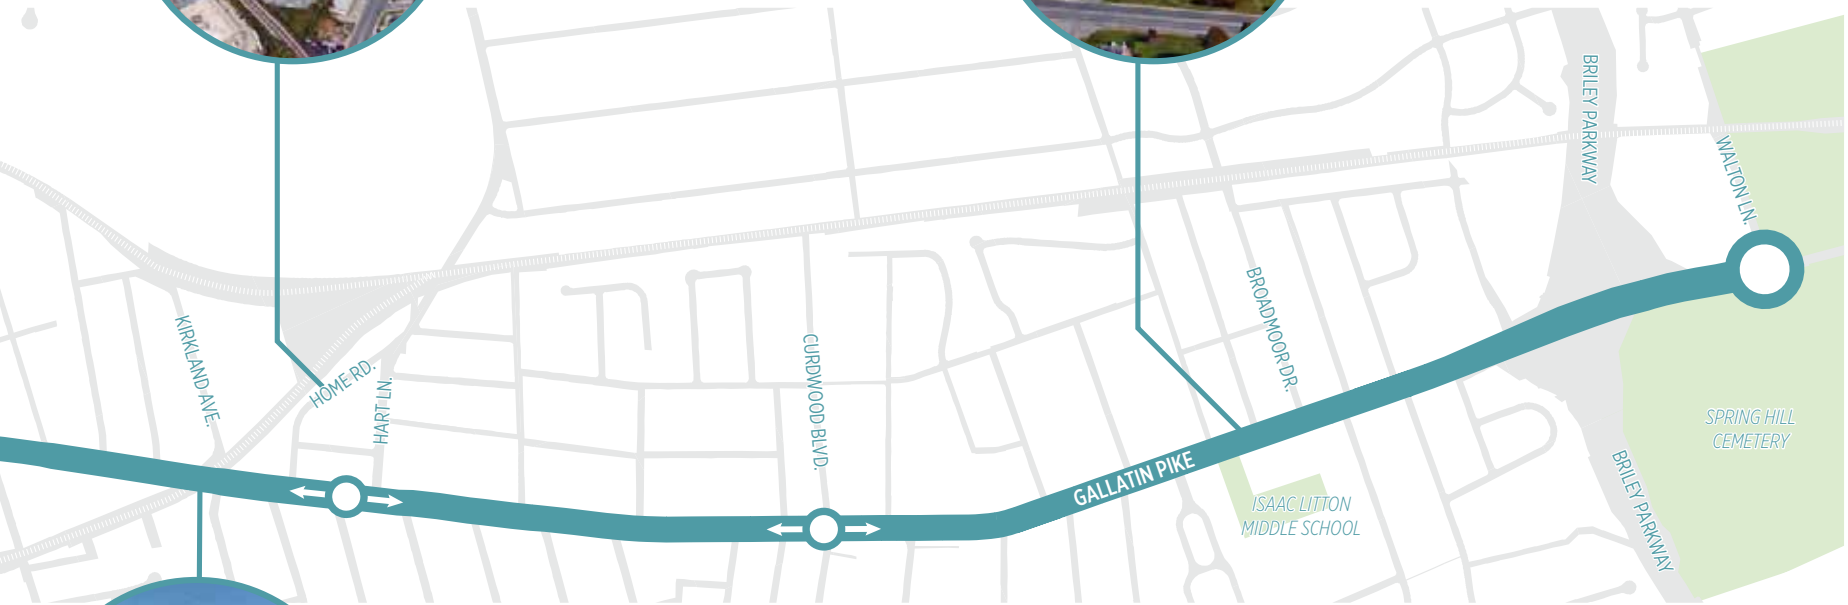 BRILEY PARKWAY
WALTON LN.
KIRKLAND AVE.
HOME RD.
HART LN.
CURDWOOD BLVD.
BROADMOOR DR.
GALLATIN PIKE
SPRING HILL
CEMETERY
ISAAC LITTON
MIDDLE SCHOOL
BRILEY PARKWAY